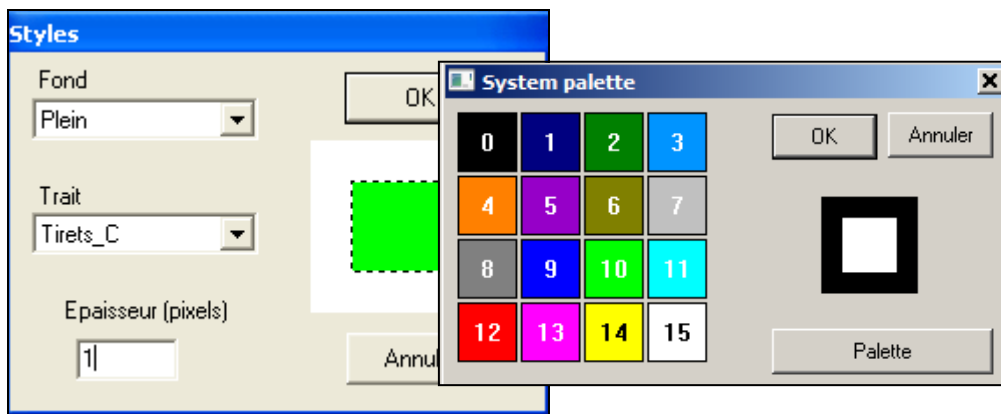 Styles
Fond
OK
Plein
Trait
Tirets_C
Epaisseur (pixels)
1
Annul
System palette
0 1 2 3
OK Annuler
4 5 6 7
8 9 10 11
12 13 14 15
Palette